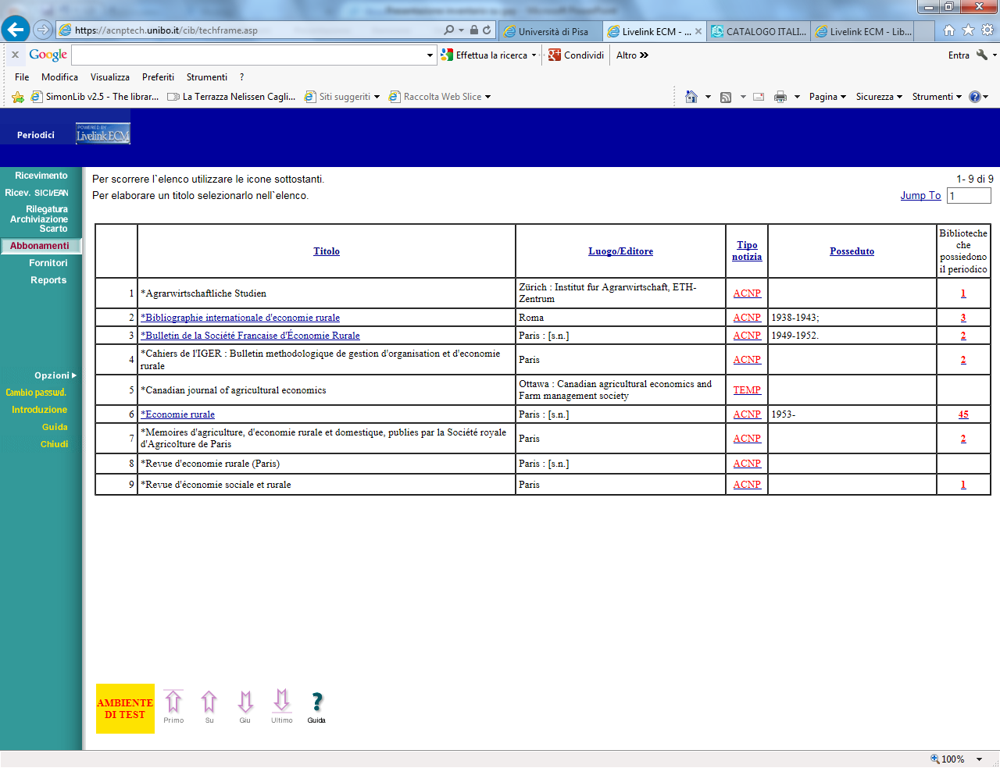 https://acnptech.unibo.it/cib/techframe.asp
Università di Pisa
Livelink ECM - ...
CATALOGO ITALI...
Livelink ECM - Lib...
Google
Effettua la ricerca
Condividi
Altro
Entra
File Modifica Visualizza Preferiti Strumenti ?
SimonLib v2.5 - The librar...
La Terrazza Nelissen Cagli...
Siti suggeriti
Raccolta Web Slice
Pagina
Sicurezza
Strumenti
Periodici
POWERED BY
Livelink ECM
Ricevimento
Ricev. SICI/EAN
Rilegatura
Archiviazione
Scarto
Abbonamenti
Fornitori
Reports
Opzioni
Cambio passwd.
Introduzione
Guida
Chiudi
Per scorrere l`elenco utilizzare le icone sottostanti.
1- 9 di 9
Per elaborare un titolo selezionarlo nell`elenco.
Jump To 1
Titolo
Luogo/Editore
Tipo
notizia
Posseduto
Biblioteche
che
possiedono
il periodico
1 *Agrarwirtschaftliche Studien
Zürich : Institut fur Agrarwirtschaft, ETH-
Zentrum
ACNP
1
2 *Bibliographie internationale d'economie rurale Roma ACNP 1938-1943; 3
3 *Bulletin de la Société Francaise d'Économie Rurale Paris : [s.n.] ACNP 1949-1952. 2
4 *Cahiers de l'IGER : Bulletin methodologique de gestion d'organisation et d'economie
rurale
Paris ACNP 2
5 *Canadian journal of agricultural economics
Ottawa : Canadian agricultural economics and
Farm management society
TEMP
6 *Economie rurale Paris : [s.n.] ACNP 1953- 45
7 *Memoires d'agriculture, d'economie rurale et domestique, publies par la Société royale
d'Agricolture de Paris
Paris ACNP 2
8 *Revue d'economie rurale (Paris) Paris : [s.n.] ACNP
9 *Revue d'économie sociale et rurale Paris ACNP 1
AMBIENTE
DI TEST
Primo
Su
Giu
Ultimo
?
Guida
100%